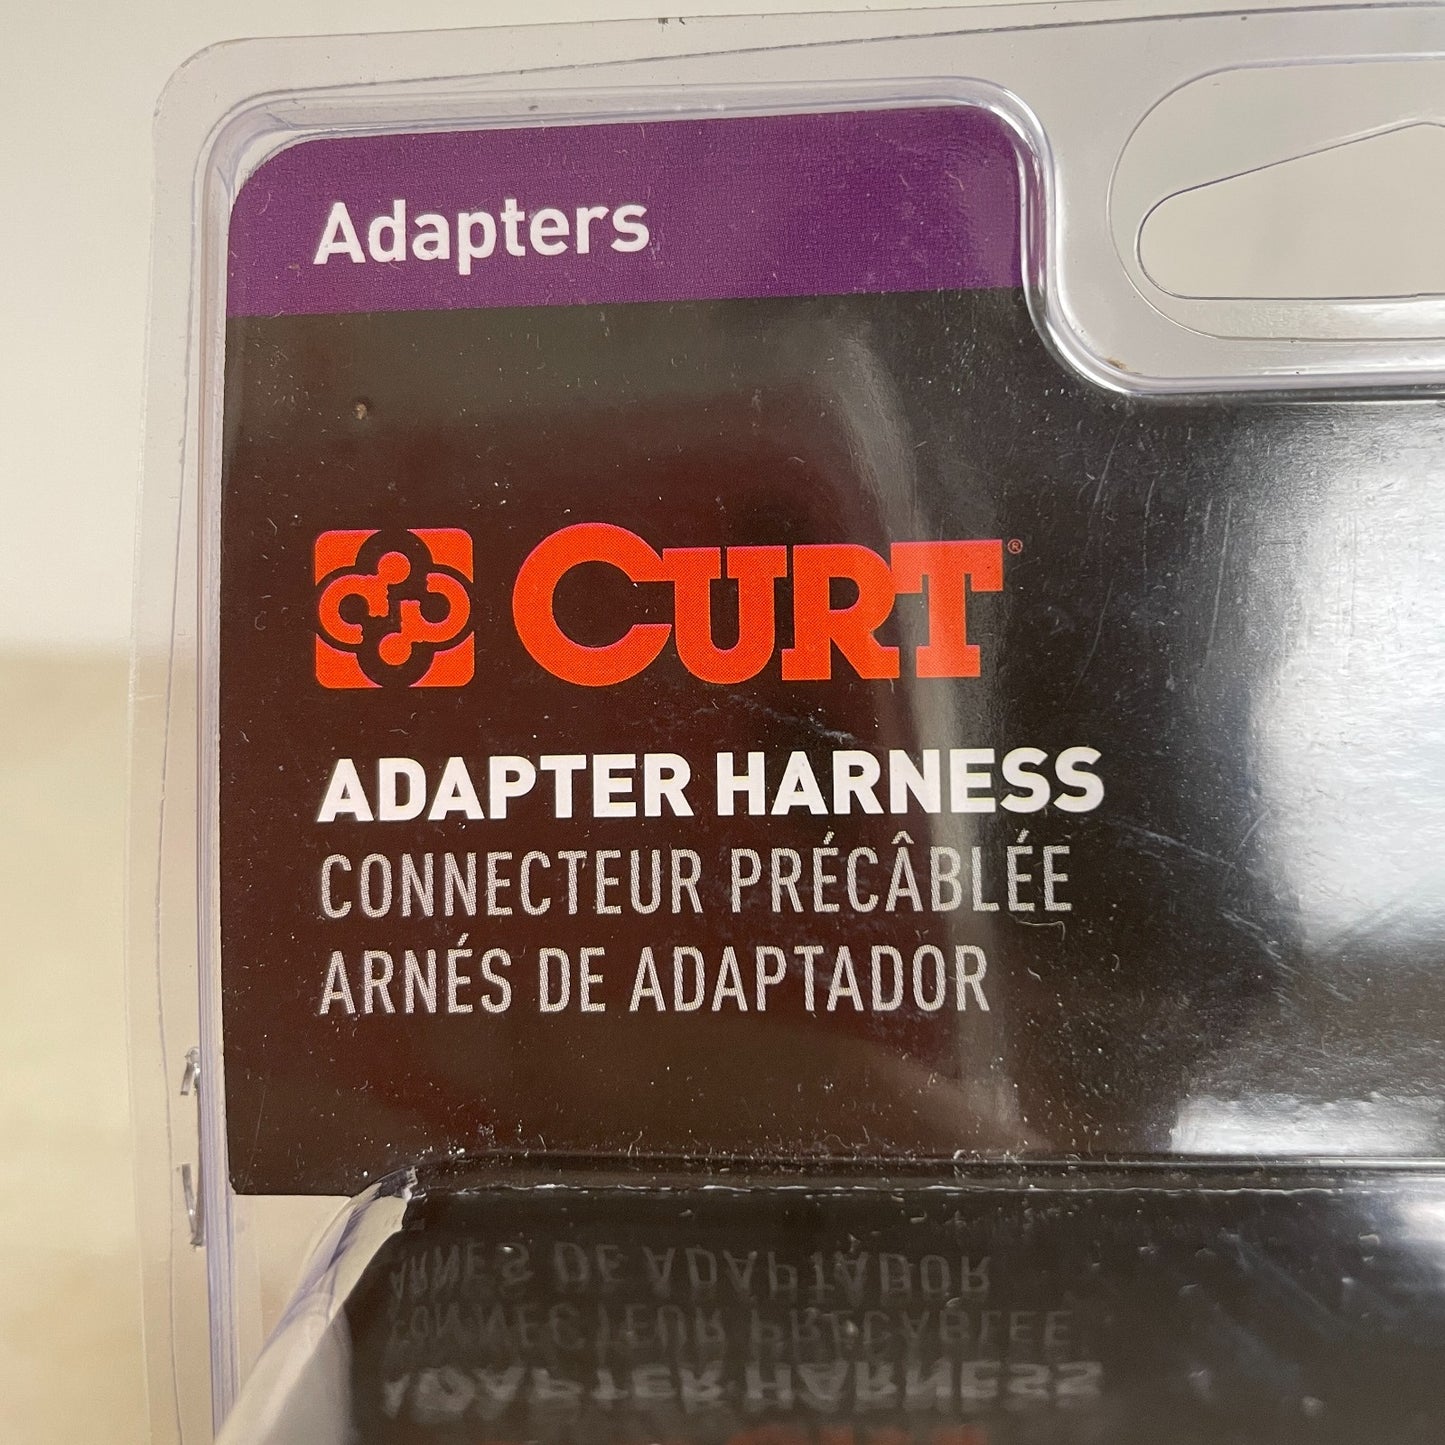 Adapters
CURT®
ADAPTER HARNESS
CONNECTEUR PRÉCÂBLÉE
ARNÉS DE ADAPTADOR